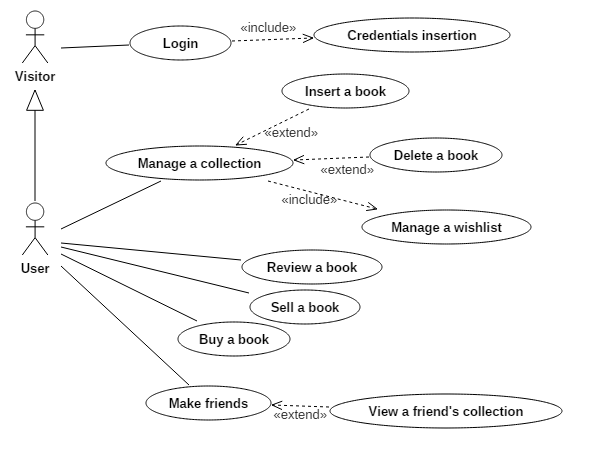 Login
«include»
Credentials insertion
Visitor
Insert a book
«extend»
Manage a collection
Delete a book
«extend»
«include»
Manage a wishlist
User
Review a book
Sell a book
Buy a book
Make friends
«extend»
View a friend's collection